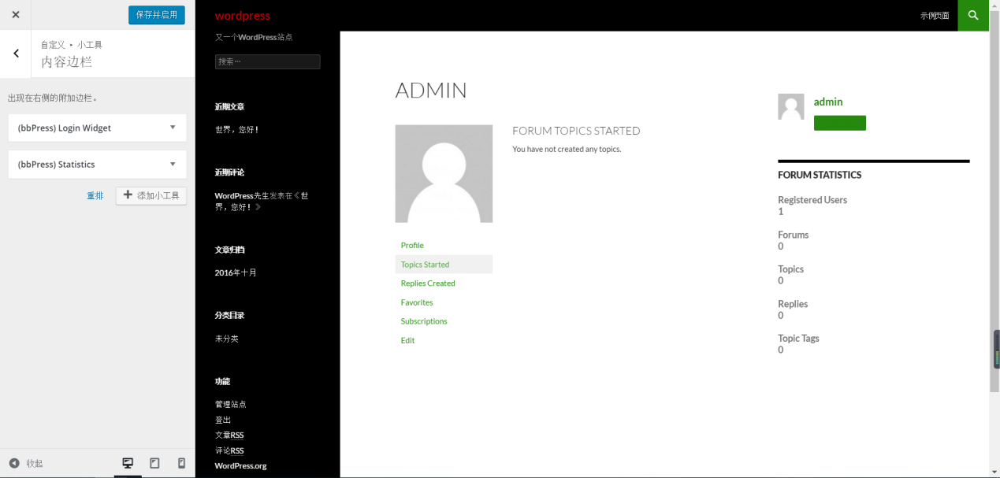 保存并启用
自定义 ▸ 小工具
内容边栏
出现在右侧的附加边栏。
(bbPress) Login Widget
(bbPress) Statistics
重排
添加小工具
收起
wordpress
又一个WordPress站点
搜索…
近期文章
世界，您好！
近期评论
WordPress先生发表在《世
界，您好！》
文章归档
2016年十月
分类目录
未分类
功能
管理站点
登出
文章RSS
评论RSS
WordPress.org
示例页面
ADMIN
FORUM TOPICS STARTED
You have not created any topics.
Profile
Topics Started
Replies Created
Favorites
Subscriptions
Edit
admin
FORUM STATISTICS
Registered Users
1
Forums
0
Topics
0
Replies
0
Topic Tags
0